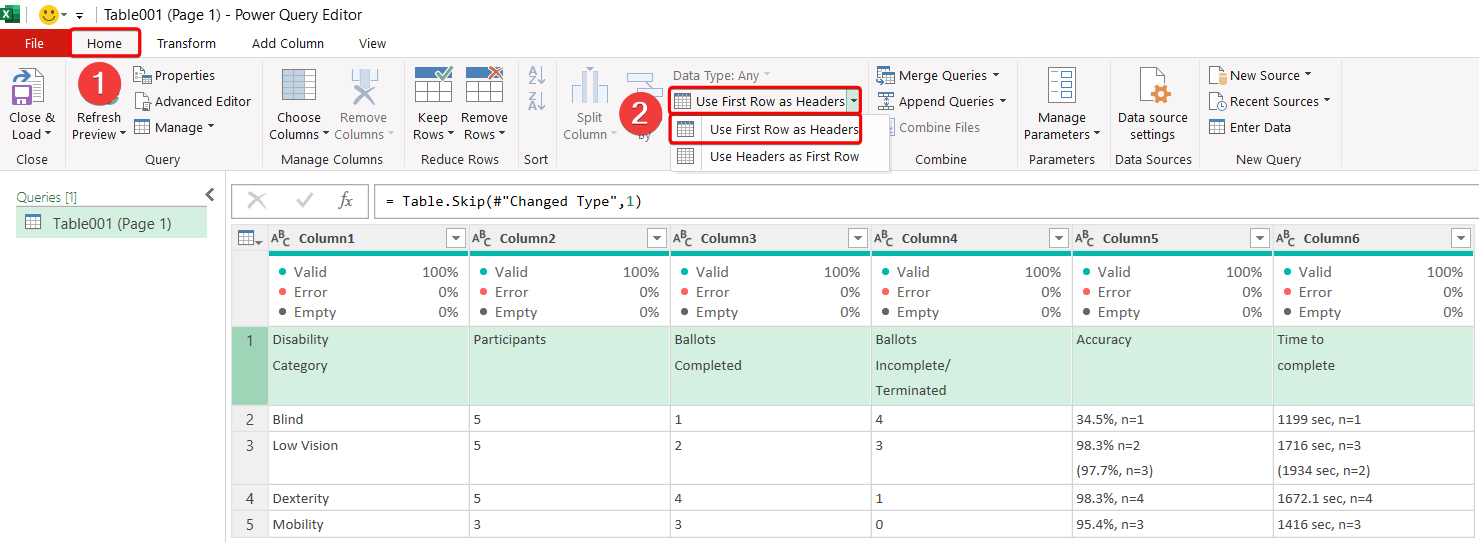 Table001 (Page 1) - Power Query Editor
File Home Transform Add Column View
1
2
Close & Load
Close
Refresh Preview
Properties
Advanced Editor
Manage
Query
Choose Columns
Remove Columns
Manage Columns
Keep Rows
Remove Rows
Reduce Rows
A Z
Z A
Sort
Split Column
By
Data Type: Any
Use First Row as Headers
Use First Row as Headers
Use Headers as First Row
Merge Queries
Append Queries
Combine Files
Combine
Manage Parameters
Parameters
Data source settings
Data Sources
New Source
Recent Sources
Enter Data
New Query
Queries [1]
Table001 (Page 1)
fx
= Table.Skip(#"Changed Type",1)
ABC Column1 ABC Column2 ABC Column3 ABC Column4 ABC Column5 ABC Column6
Valid 100% Valid 100% Valid 100% Valid 100% Valid 100% Valid 100%
Error 0% Error 0% Error 0% Error 0% Error 0% Error 0%
Empty 0% Empty 0% Empty 0% Empty 0% Empty 0% Empty 0%
1 Disability Participants Ballots Ballots Accuracy Time to
Category Completed Incomplete/ complete
Terminated
2 Blind 5 1 4 34.5%, n=1 1199 sec, n=1
3 Low Vision 5 2 3 98.3% n=2 1716 sec, n=3
(97.7%, n=3) (1934 sec, n=2)
4 Dexterity 5 4 1 98.3%, n=4 1672.1 sec, n=4
5 Mobility 3 3 0 95.4%, n=3 1416 sec, n=3